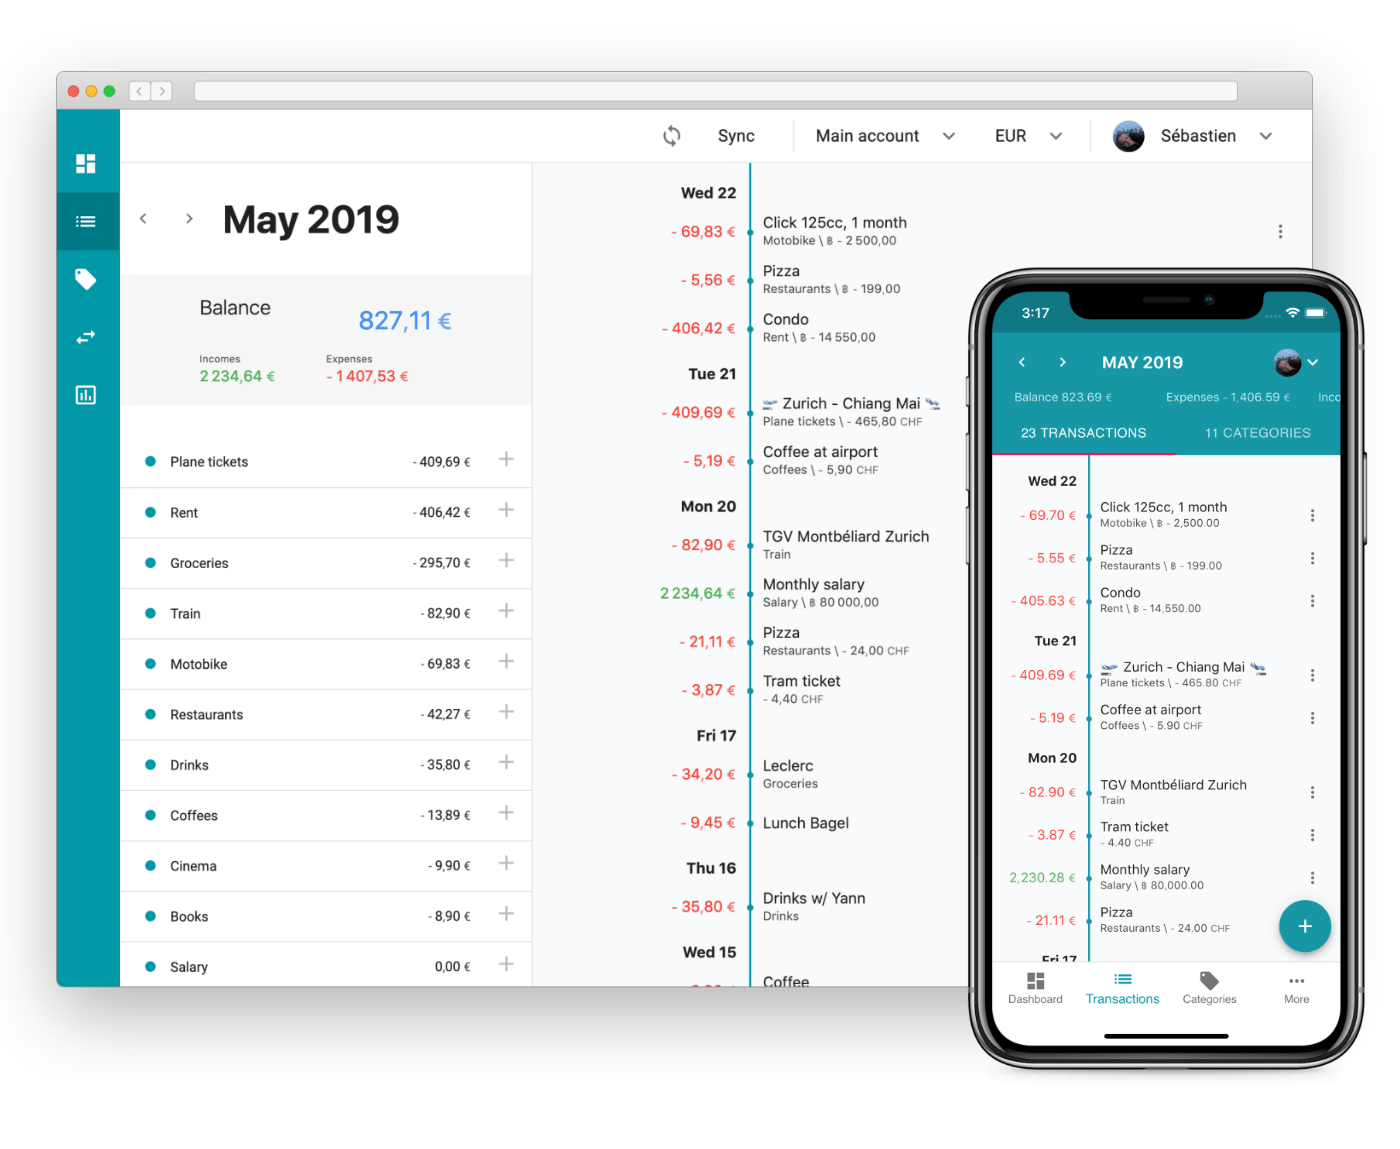 Sync
Main account
EUR
Sébastien
May 2019
Balance
827,11 €
Incomes
Expenses
2 234,64 €
- 1 407,53 €
Plane tickets - 409,69 €
Rent - 406,42 €
Groceries - 295,70 €
Train - 82,90 €
Motobike - 69,83 €
Restaurants - 42,27 €
Drinks - 35,80 €
Coffees - 13,89 €
Cinema - 9,90 €
Books - 8,90 €
Salary 0,00 €
Wed 22
- 69,83 € Click 125cc, 1 month
Motobike \ ฿ - 2 500,00
- 5,56 € Pizza
Restaurants \ ฿ - 199,00
- 406,42 € Condo
Rent \ ฿ - 14 550,00
Tue 21
- 409,69 € 🛫 Zurich - Chiang Mai 🛬
Plane tickets \ - 465,80 CHF
- 5,19 € Coffee at airport
Coffees \ - 5,90 CHF
Mon 20
- 82,90 € TGV Montbéliard Zurich
Train
2 234,64 € Monthly salary
Salary \ ฿ 80 000,00
- 21,11 € Pizza
Restaurants \ - 24,00 CHF
- 3,87 € Tram ticket
- 4,40 CHF
Fri 17
- 34,20 € Leclerc
Groceries
- 9,45 € Lunch Bagel
Thu 16
- 35,80 € Drinks w/ Yann
Drinks
Wed 15
Coffee
3:17
MAY 2019
Balance 823.69 € Expenses - 1,406.59 € Inco
23 TRANSACTIONS 11 CATEGORIES
Wed 22
- 69.70 € Click 125cc, 1 month
Motobike \ ฿ - 2,500.00
- 5.55 € Pizza
Restaurants \ ฿ - 199.00
- 405.63 € Condo
Rent \ ฿ - 14,550.00
Tue 21
- 409.69 € 🛫 Zurich - Chiang Mai 🛬
Plane tickets \ - 465.80 CHF
- 5.19 € Coffee at airport
Coffees \ - 5.90 CHF
Mon 20
- 82.90 € TGV Montbéliard Zurich
Train
- 3.87 € Tram ticket
- 4.40 CHF
2,230.28 € Monthly salary
Salary \ ฿ 80,000.00
- 21.11 € Pizza
Restaurants \ - 24.00 CHF
Fri 17
Dashboard
Transactions
Categories
More